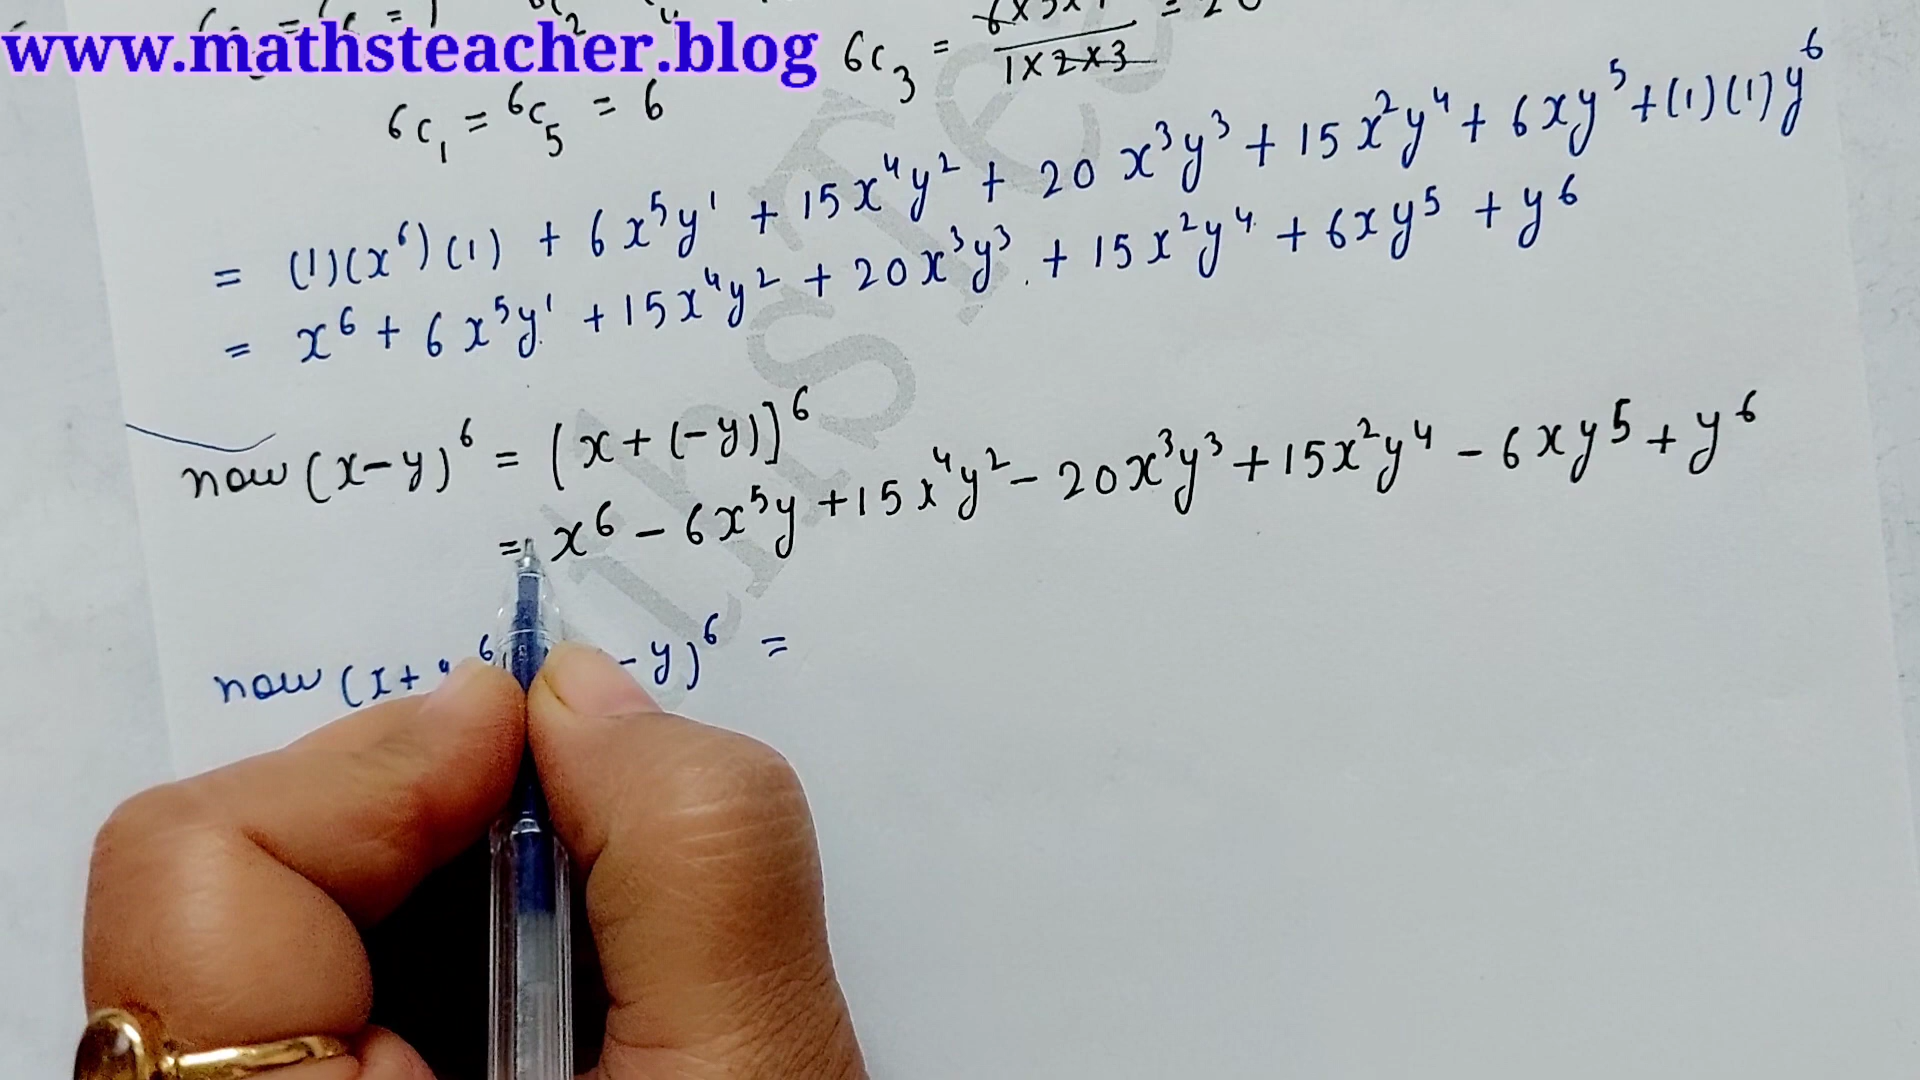 www.mathsteacher.blog
6c₃ = 6×5×4 / 1×2×3 = 20
6c₁ = 6c₅ = 6
= (1)(x⁶)(1) + 6x⁵y¹ + 15x⁴y² + 20x³y³ + 15x²y⁴ + 6xy⁵ + (1)(1)y⁶
= x⁶ + 6x⁵y¹ + 15x⁴y² + 20x³y³ + 15x²y⁴ + 6xy⁵ + y⁶
now (x-y)⁶ = [x+(-y)]⁶
= x⁶ - 6x⁵y + 15x⁴y² - 20x³y³ + 15x²y⁴ - 6xy⁵ + y⁶
now (x+ ⁶ -y)⁶ =